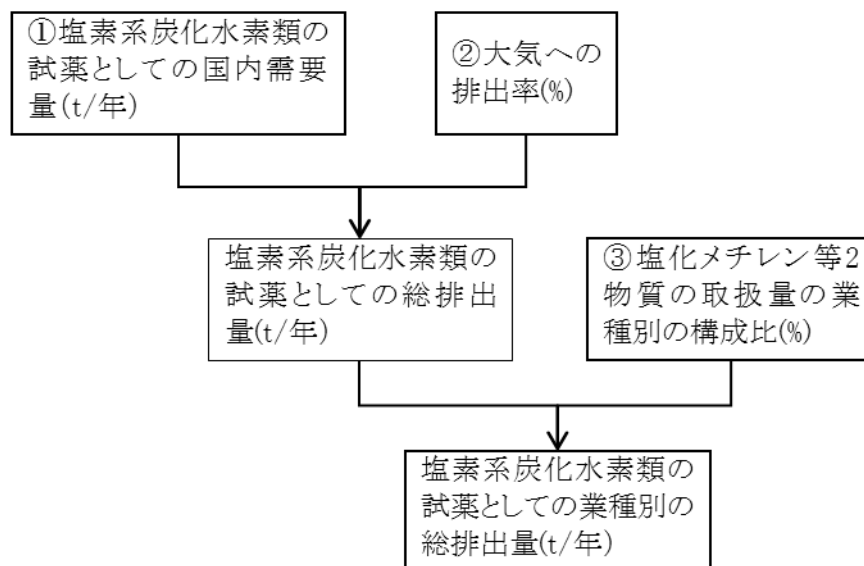 ①塩素系炭化水素類の
試薬としての国内需要
量(t/年)
②大気への
排出率(%)
塩素系炭化水素類の
試薬としての総排出
量(t/年)
③塩化メチレン等2
物質の取扱量の業
種別の構成比(%)
塩素系炭化水素類の
試薬としての業種別の
総排出量(t/年)